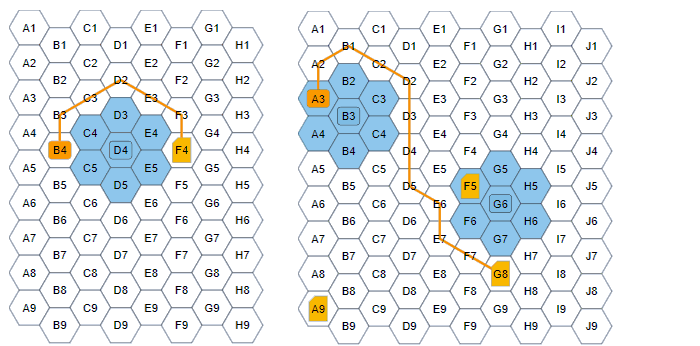 A1 C1 E1 G1
B1 D1 F1 H1
A2 C2 E2 G2
B2 D2 F2 H2
A3 C3 E3 G3
B3 D3 F3 H3
A4 C4 E4 G4
B4 D4 F4 H4
A5 C5 E5 G5
B5 D5 F5 H5
A6 C6 E6 G6
B6 D6 F6 H6
A7 C7 E7 G7
B7 D7 F7 H7
A8 C8 E8 G8
B8 D8 F8 H8
A9 C9 E9 G9
B9 D9 F9 H9
A1 C1 E1 G1 I1
B1 D1 F1 H1 J1
A2 C2 E2 G2 I2
B2 D2 F2 H2 J2
A3 C3 E3 G3 I3
B3 D3 F3 H3 J3
A4 C4 E4 G4 I4
B4 D4 F4 H4 J4
A5 C5 E5 G5 I5
B5 D5 F5 H5 J5
A6 C6 E6 G6 I6
B6 D6 F6 H6 J6
A7 C7 E7 G7 I7
B7 D7 F7 H7 J7
A8 C8 E8 G8 I8
B8 D8 F8 H8 J8
A9 C9 E9 G9 I9
B9 D9 F9 H9 J9